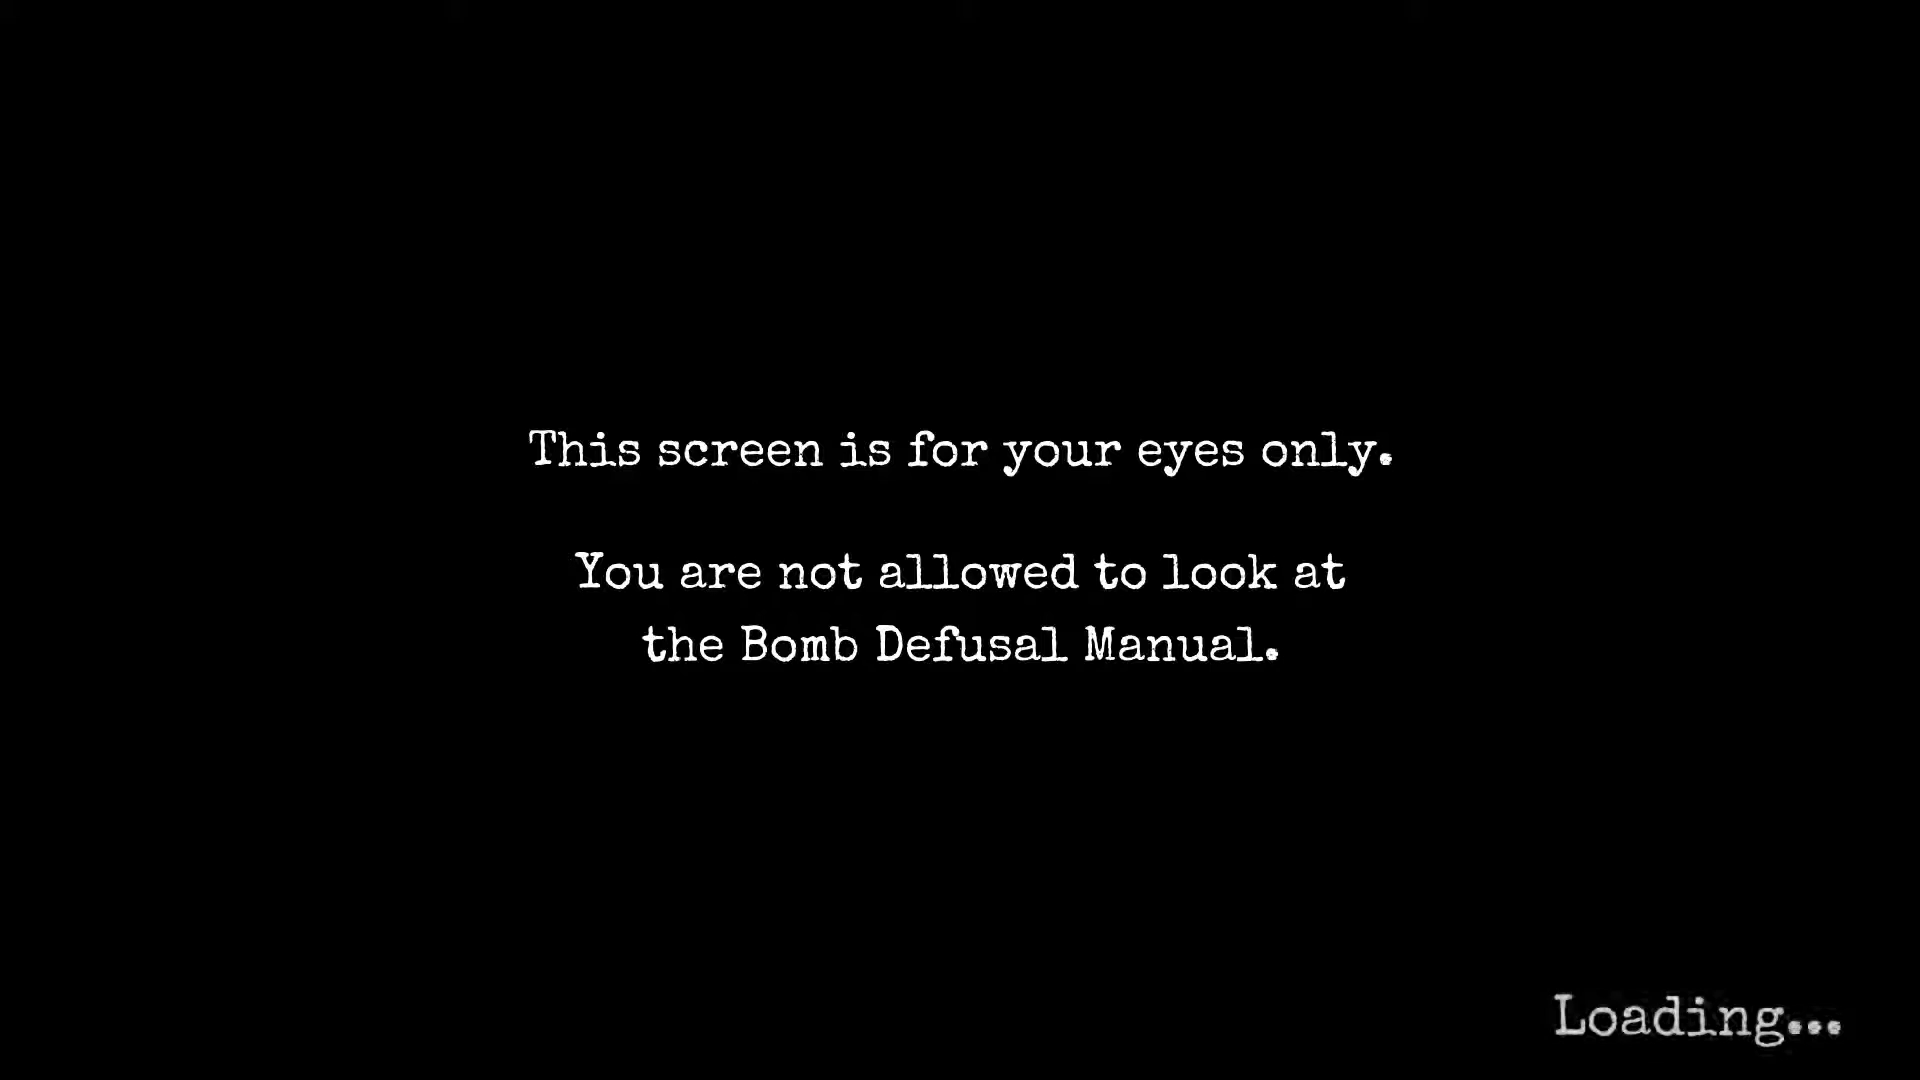 This screen is for your eyes only.
You are not allowed to look at
the Bomb Defusal Manual.
Loading...